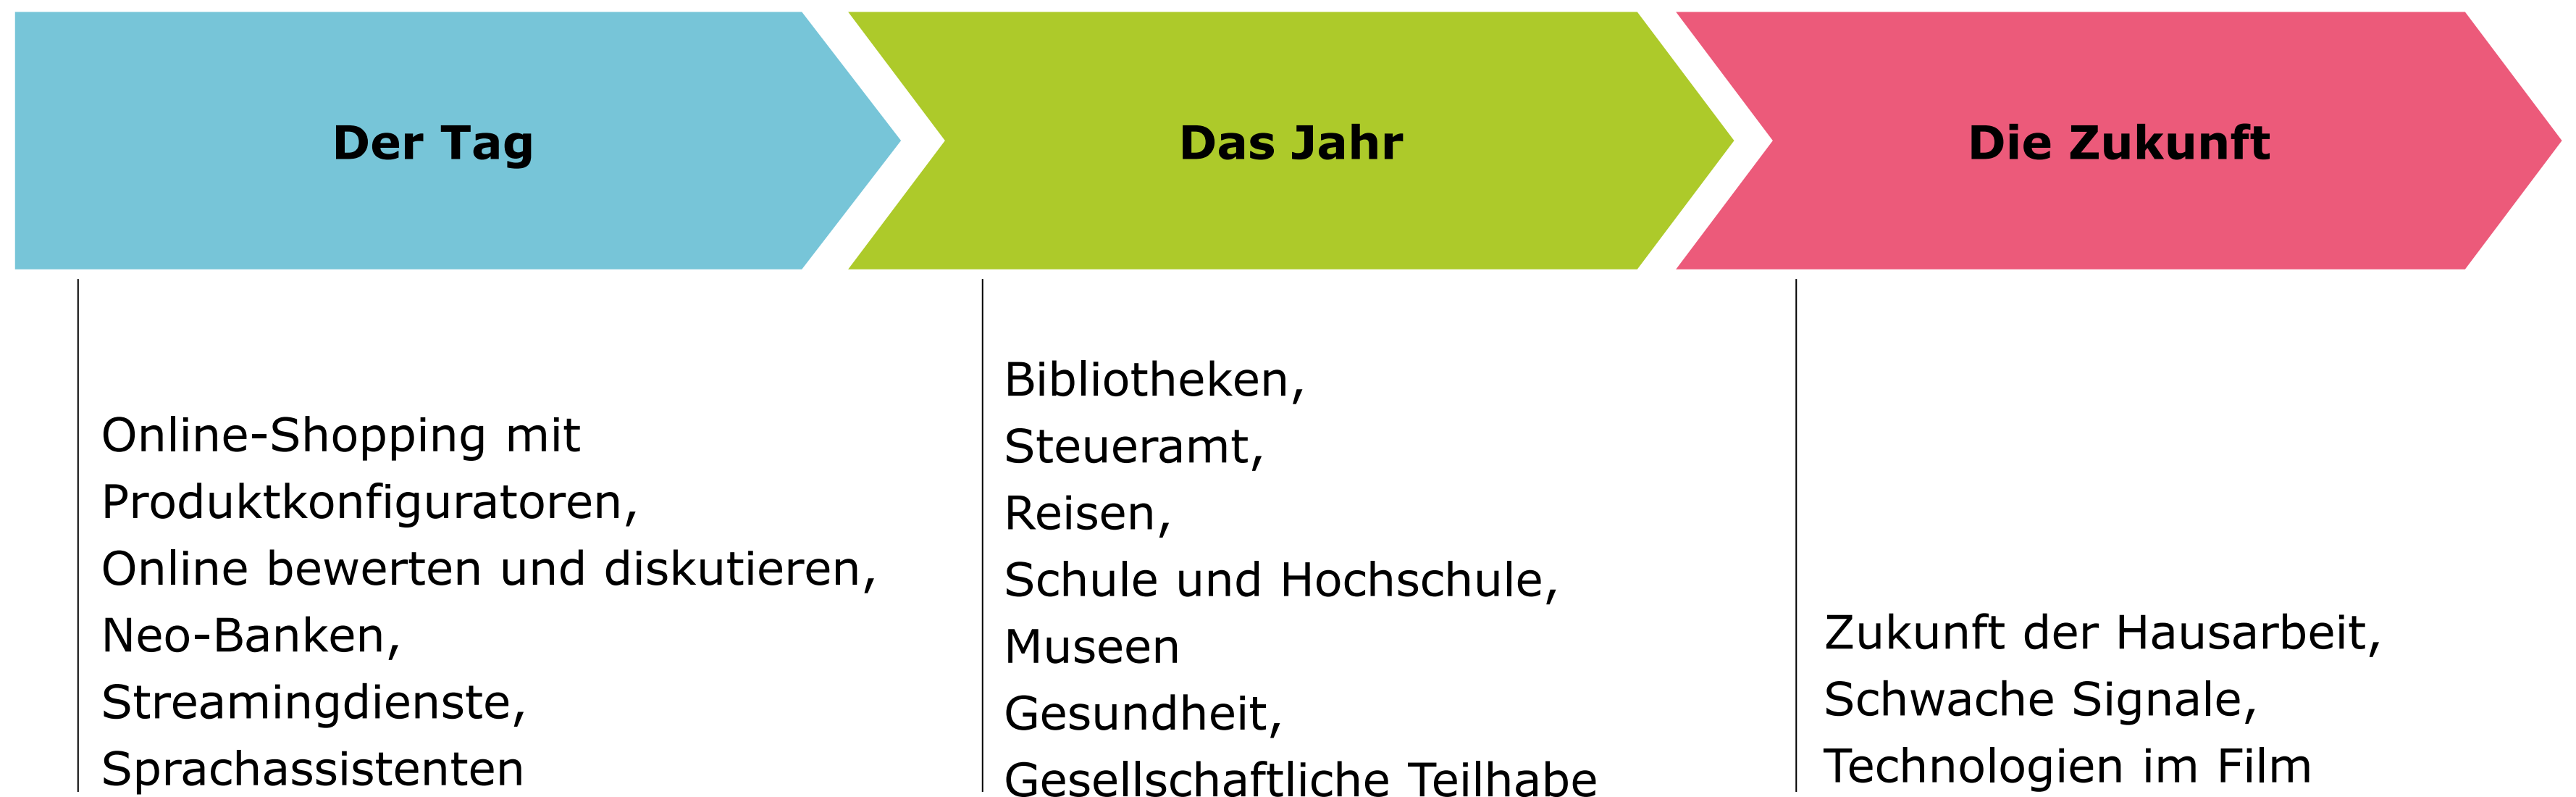 Der Tag
Online-Shopping mit
Produktkonfiguratoren,
Online bewerten und diskutieren,
Neo-Banken,
Streamingdienste,
Sprachassistenten
Das Jahr
Bibliotheken,
Steueramt,
Reisen,
Schule und Hochschule,
Museen
Gesundheit,
Gesellschaftliche Teilhabe
Die Zukunft
Zukunft der Hausarbeit,
Schwache Signale,
Technologien im Film